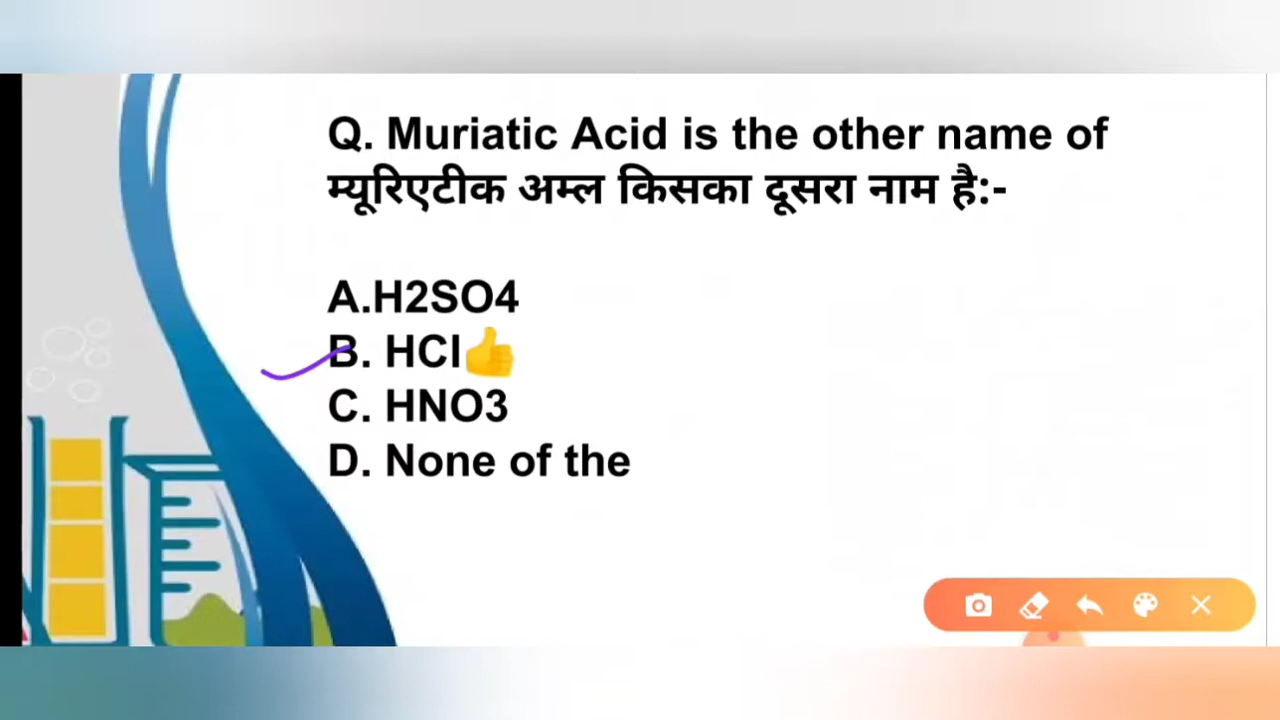 Q. Muriatic Acid is the other name of
म्यूरिएटीक अम्ल किसका दूसरा नाम है:-
A.H2SO4
B. HCl👍
C. HNO3
D. None of the